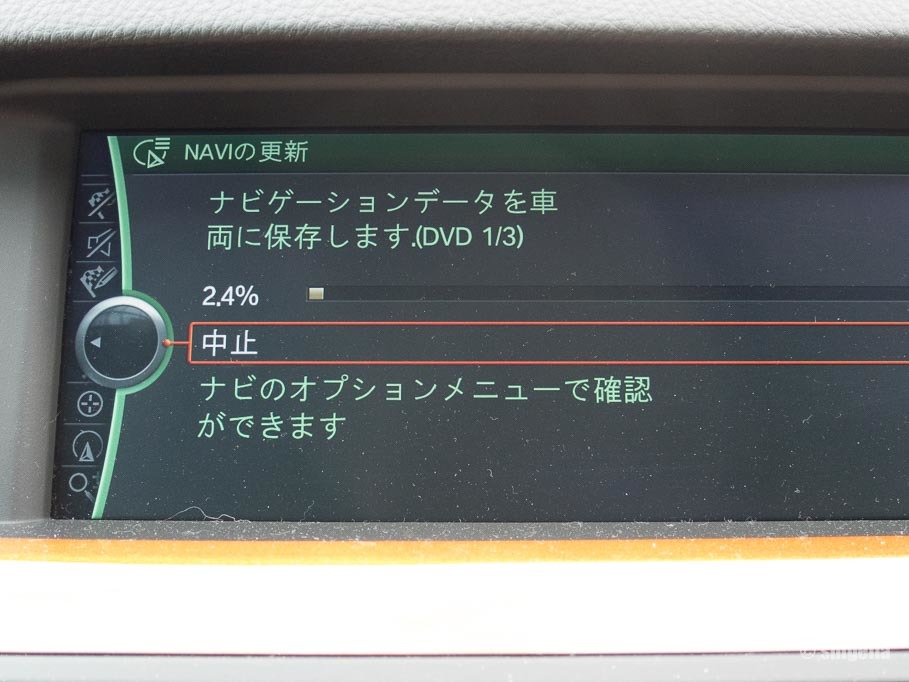 NAVIの更新
ナビゲーションデータを車
両に保存します.(DVD 1/3)
2.4%
中止
ナビのオプションメニューで確認
ができます